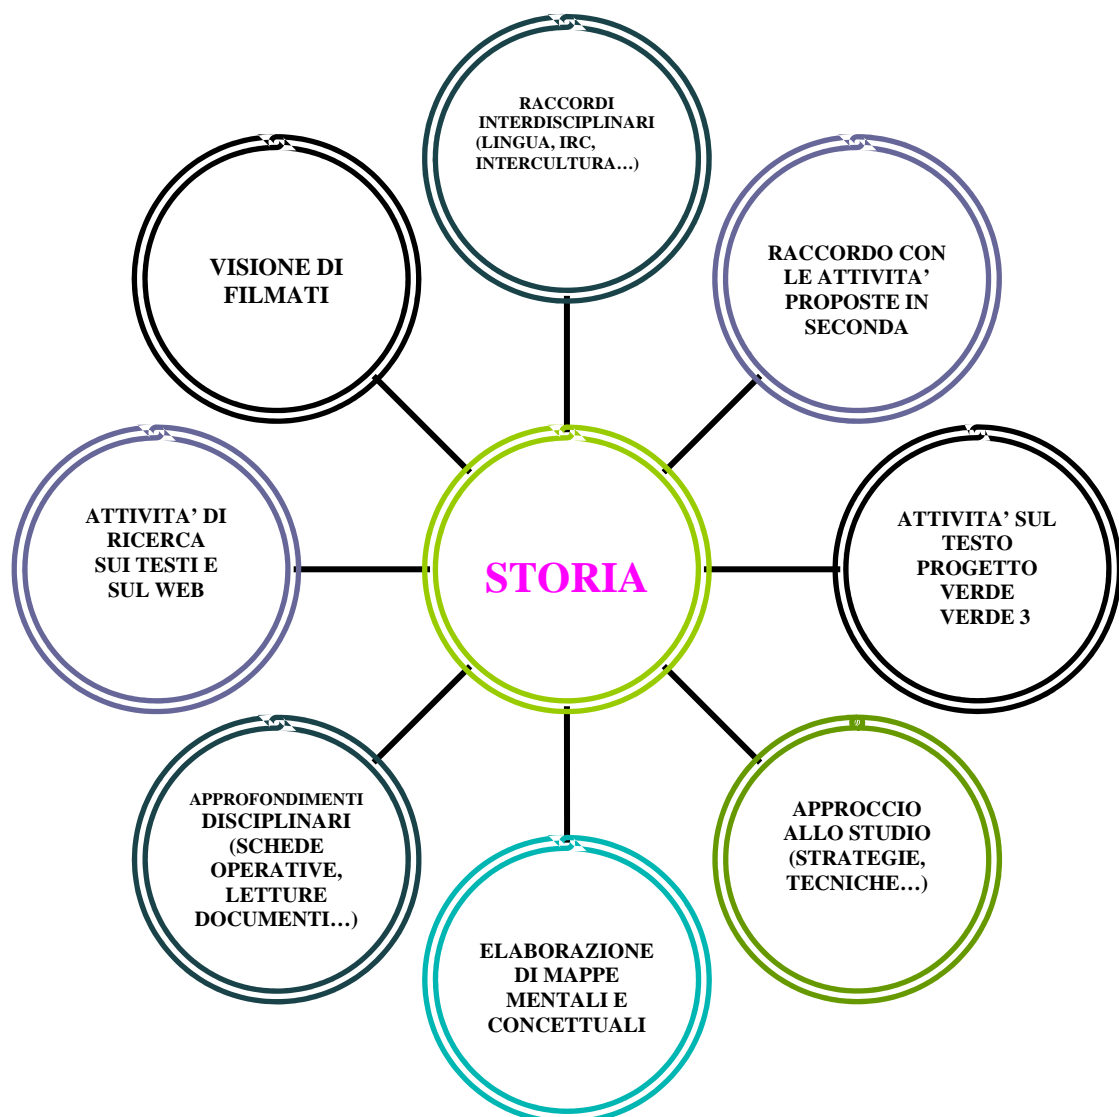 RACCORDI
INTERDISCIPLINARI
(LINGUA, IRC,
INTERCULTURA…)
VISIONE DI
FILMATI
RACCORDO CON
LE ATTIVITA’
PROPOSTE IN
SECONDA
ATTIVITA’ DI
RICERCA
SUI TESTI E
SUL WEB
STORIA
ATTIVITA’ SUL
TESTO
PROGETTO
VERDE
VERDE 3
APPROFONDIMENTI
DISCIPLINARI
(SCHEDE
OPERATIVE,
LETTURE
DOCUMENTI…)
APPROCCIO
ALLO STUDIO
(STRATEGIE,
TECNICHE…)
ELABORAZIONE
DI MAPPE
MENTALI E
CONCETTUALI